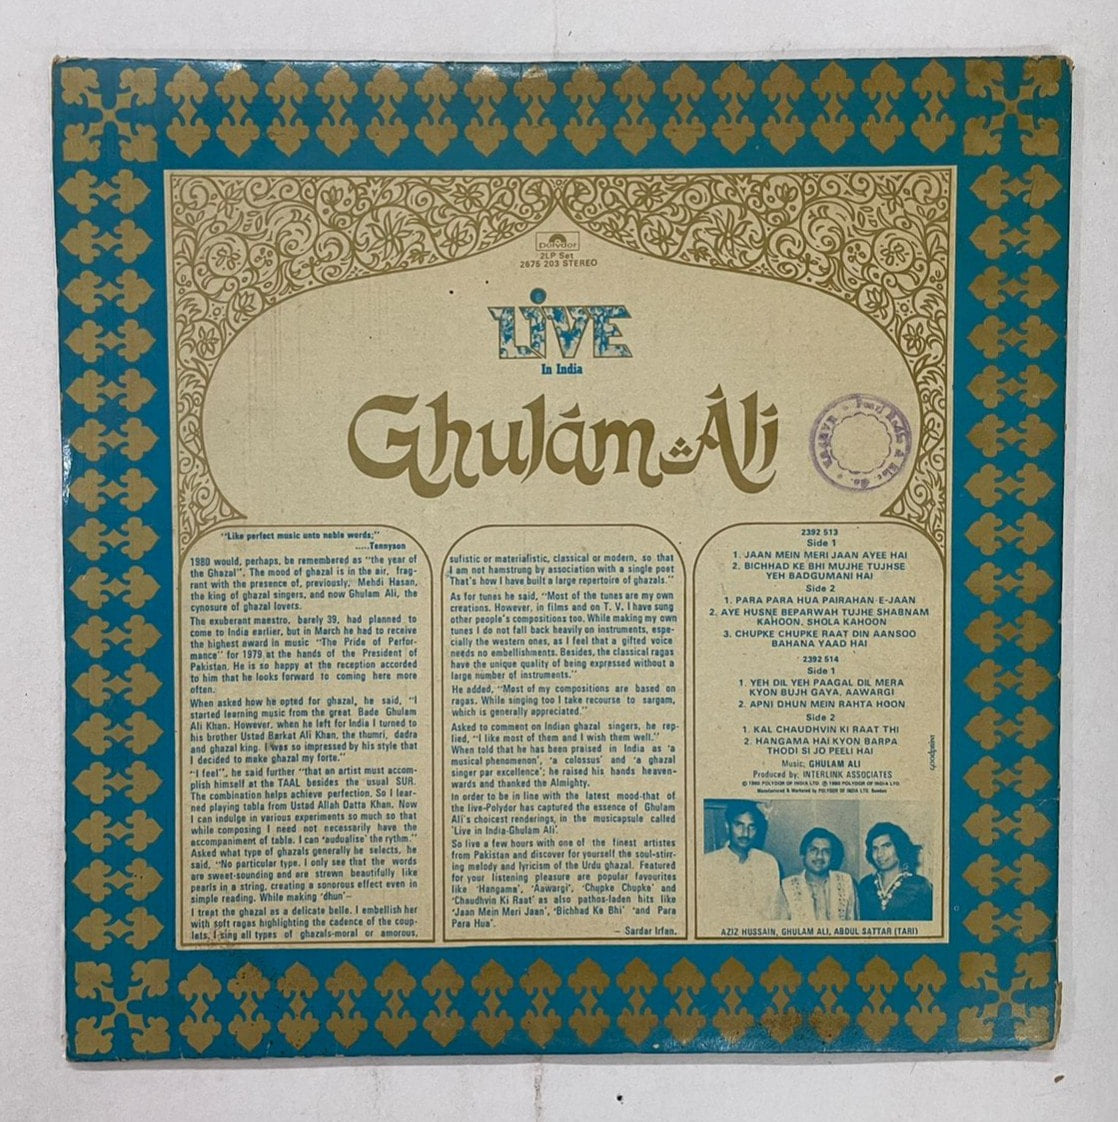 polydor
2LP Set
2675 203 STEREO
LIVE
In India
Ghulám Áli
"Like perfect music unto noble words;"
.....Tennyson
1980 would, perhaps, be remembered as "the year of
the Ghazal". The mood of ghazal is in the air, frag-
rant with the presence of, previously, Mehdi Hasan,
the king of ghazal singers, and now Ghulam Ali, the
cynosure of ghazal lovers.
The exuberant maestro, barely 39, had planned to
come to India earlier, but in March he had to receive
the highest award in music "The Pride of Perfor-
mance" for 1979 at the hands of the President of
Pakistan. He is so happy at the reception accorded
to him that he looks forward to coming here more
often.
When asked how he opted for ghazal, he said, "I
started learning music from the great Bade Ghulam
Ali Khan. However, when he left for India I turned to
his brother Ustad Barkat Ali Khan, the thumri, dadra
and ghazal king. I was so impressed by his style that
I decided to make ghazal my forte."
"I feel", he said further "that an artist must accom-
plish himself at the TAAL besides the usual SUR.
The combination helps achieve perfection. So I lear-
ned playing tabla from Ustad Allah Datta Khan. Now
I can indulge in various experiments so much so that
while composing I need not necessarily have the
accompaniment of table. I can 'audualise' the rythm."
Asked what type of ghazals generally he selects, he
said, "No particular type. I only see that the words
are sweet-sounding and are strewn beautifully like
pearls in a string, creating a sonorous effect even in
simple reading. While making 'dhun'–
I treat the ghazal as a delicate belle. I embellish her
with soft ragas highlighting the cadence of the coup-
lets. I sing all types of ghazals-moral or amorous,
sufistic or materialistic, classical or modern, so that
I am not hamstrung by association with a single poet
That's how I have built a large repertoire of ghazals."
As for tunes he said, "Most of the tunes are my own
creations. However, in films and on T. V. I have sung
other people's compositions too. While making my own
tunes I do not fall back heavily on instruments, espe-
cially the western ones, as I feel that a gifted voice
needs no embellishments. Besides, the classical ragas
have the unique quality of being expressed without a
large number of instruments."
He added, "Most of my compositions are based on
ragas. While singing too I take recourse to sargam,
which is generally appreciated."
Asked to comment on Indian ghazal singers, he rep-
lied, "I like most of them and I wish them well."
When told that he has been praised in India as 'a
musical phenomenon', 'a colossus' and 'a ghazal
singer par excellence'; he raised his hands heaven-
wards and thanked the Almighty.
In order to be in line with the latest mood-that of
the live-Polydor has captured the essence of Ghulam
Ali's choicest renderings, in the musicapsule called
'Live in India-Ghulam Ali'.
So live a few hours with one of the finest artistes
from Pakistan and discover for yourself the soul-stirr-
ing melody and lyricism of the Urdu ghazal. Featured
for your listening pleasure are popular favourites
like 'Hangama', 'Aawargi', 'Chupke Chupke' and
'Chaudhvin Ki Raat' as also pathos-laden hits like
'Jaan Mein Meri Jaan', 'Bichhad Ke Bhi' 'and Para
Para Hua'.
– Sardar Irfan.
2392 513
Side 1
1. JAAN MEIN MERI JAAN AYEE HAI
2. BICHHAD KE BHI MUJHE TUJHSE
YEH BADGUMANI HAI
Side 2
1. PARA PARA HUA PAIRAHAN-E-JAAN
2. AYE HUSNE BEPARWAH TUJHE SHABNAM
KAHOON, SHOLA KAHOON
3. CHUPKE CHUPKE RAAT DIN AANSOO
BAHANA YAAD HAI
2392 514
Side 1
1. YEH DIL YEH PAAGAL DIL MERA
KYON BUJH GAYA, AAWARGI
2. APNI DHUN MEIN RAHTA HOON
Side 2
1. KAL CHAUDHVIN KI RAAT THI
2. HANGAMA HAI KYON BARPA
THODI SI JO PEELI HAI
Music: GHULAM ALI
Produced by: INTERLINK ASSOCIATES
℗ 1980 POLYDOR OF INDIA LTD. © 1980 POLYDOR OF INDIA LTD.
Manufactured & Marketed by POLYDOR OF INDIA LTD. Bombay
AZIZ HUSSAIN, GHULAM ALI, ABDUL SATTAR (TARI)